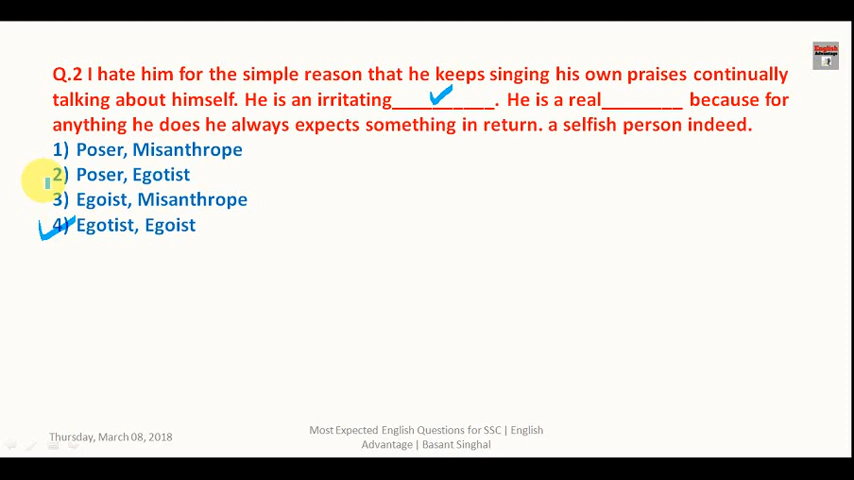 English
Advantage
Q.2 I hate him for the simple reason that he keeps singing his own praises continually
talking about himself. He is an irritating__________. He is a real________ because for
anything he does he always expects something in return. a selfish person indeed.
1) Poser, Misanthrope
2) Poser, Egotist
3) Egoist, Misanthrope
4) Egotist, Egoist
Thursday, March 08, 2018
Most Expected English Questions for SSC | English
Advantage | Basant Singhal